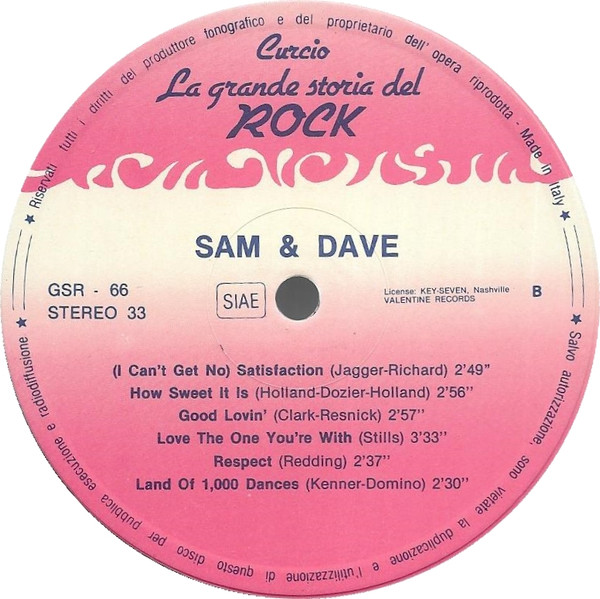 Riservati tutti i diritti del produttore fonografico e del proprietario dell'opera riprodotta - Made in Italy
Curcio
La grande storia del
ROCK
SAM & DAVE
GSR - 66
STEREO 33
SIAE
License: KEY-SEVEN, Nashville
VALENTINE RECORDS
B
(I Can't Get No) Satisfaction (Jagger-Richard) 2'49"
How Sweet It Is (Holland-Dozier-Holland) 2'56''
Good Lovin' (Clark-Resnick) 2'57''
Love The One You're With (Stills) 3'33''
Respect (Redding) 2'37''
Land Of 1,000 Dances (Kenner-Domino) 2'30''
Salvo autorizzazione, sono vietate la duplicazione e l'utilizzazione di questo disco per pubblica esecuzione e radiodiffusione